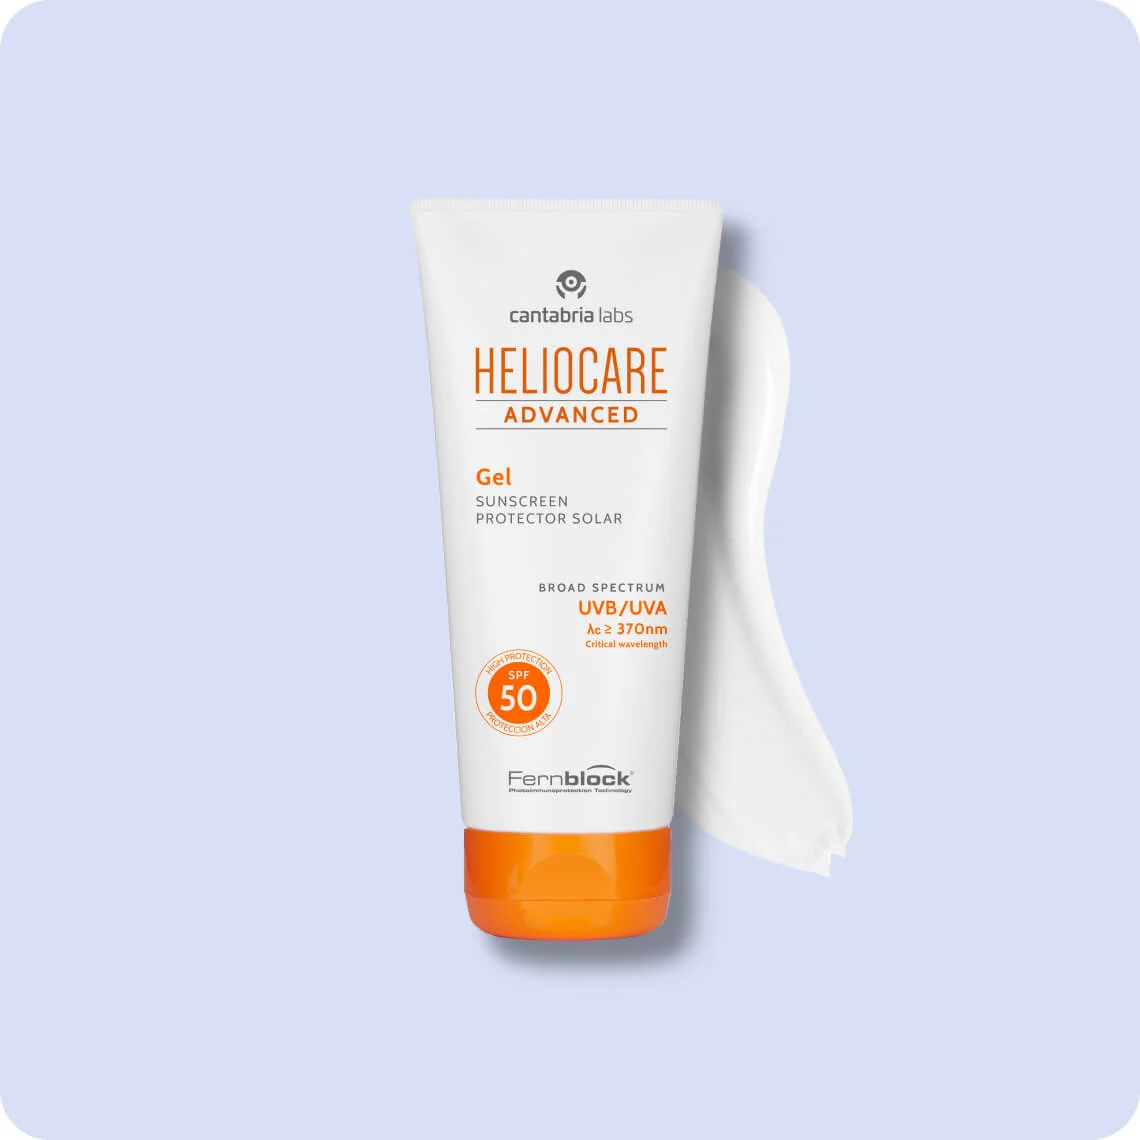 cantabria labs
HELIOCARE
ADVANCED
Gel
SUNSCREEN
PROTECTOR SOLAR
BROAD SPECTRUM
UVB/UVA
λc ≥ 370nm
Critical wavelength
HIGH PROTECTION
SPF
50
PROTECCION ALTA
Fernblock®
Photoimmunoprotection Technology